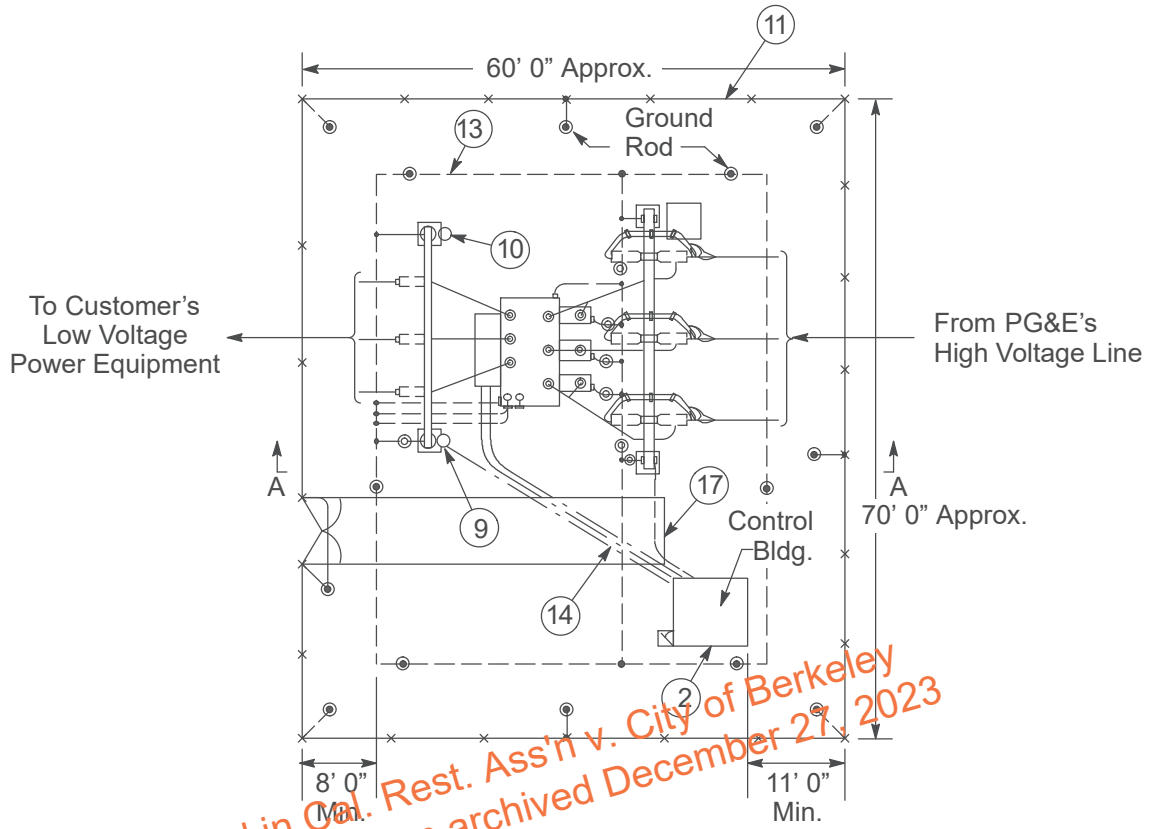 11
60' 0" Approx.
Ground
Rod
13
10
To Customer's
Low Voltage
Power Equipment
From PG&E's
High Voltage Line
A
A
17
70' 0" Approx.
9
Control
Bldg.
14
2
8' 0"
Min.
11' 0"
Min.
in Cal. Rest. Ass'n v. City of Berkeley
archived December 27, 2023